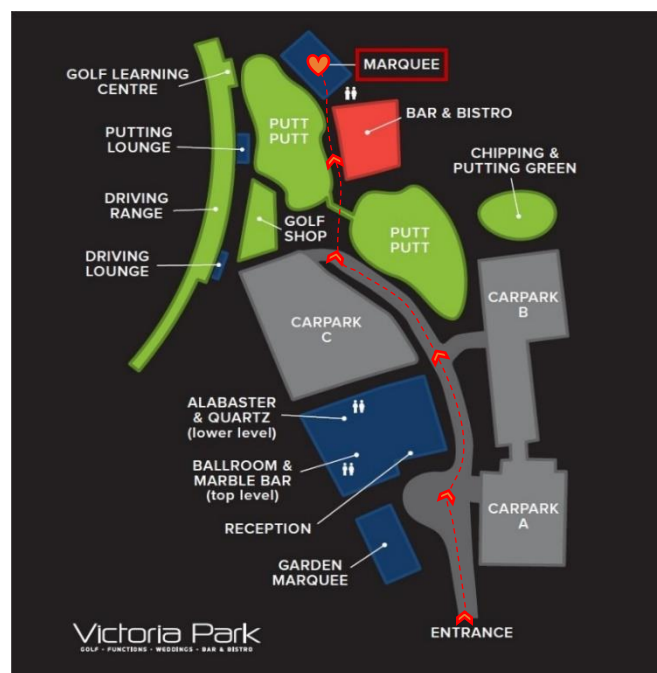 MARQUEE
GOLF LEARNING
CENTRE
BAR & BISTRO
PUTT
PUTT
PUTTING
LOUNGE
CHIPPING &
PUTTING GREEN
DRIVING
RANGE
GOLF
SHOP
PUTT
PUTT
DRIVING
LOUNGE
CARPARK
B
CARPARK
C
ALABASTER
& QUARTZ
(lower level)
BALLROOM &
MARBLE BAR
(top level)
CARPARK
A
RECEPTION
GARDEN
MARQUEE
ENTRANCE
Victoria Park
GOLF • FUNCTIONS • WEDDINGS • BAR & BISTRO